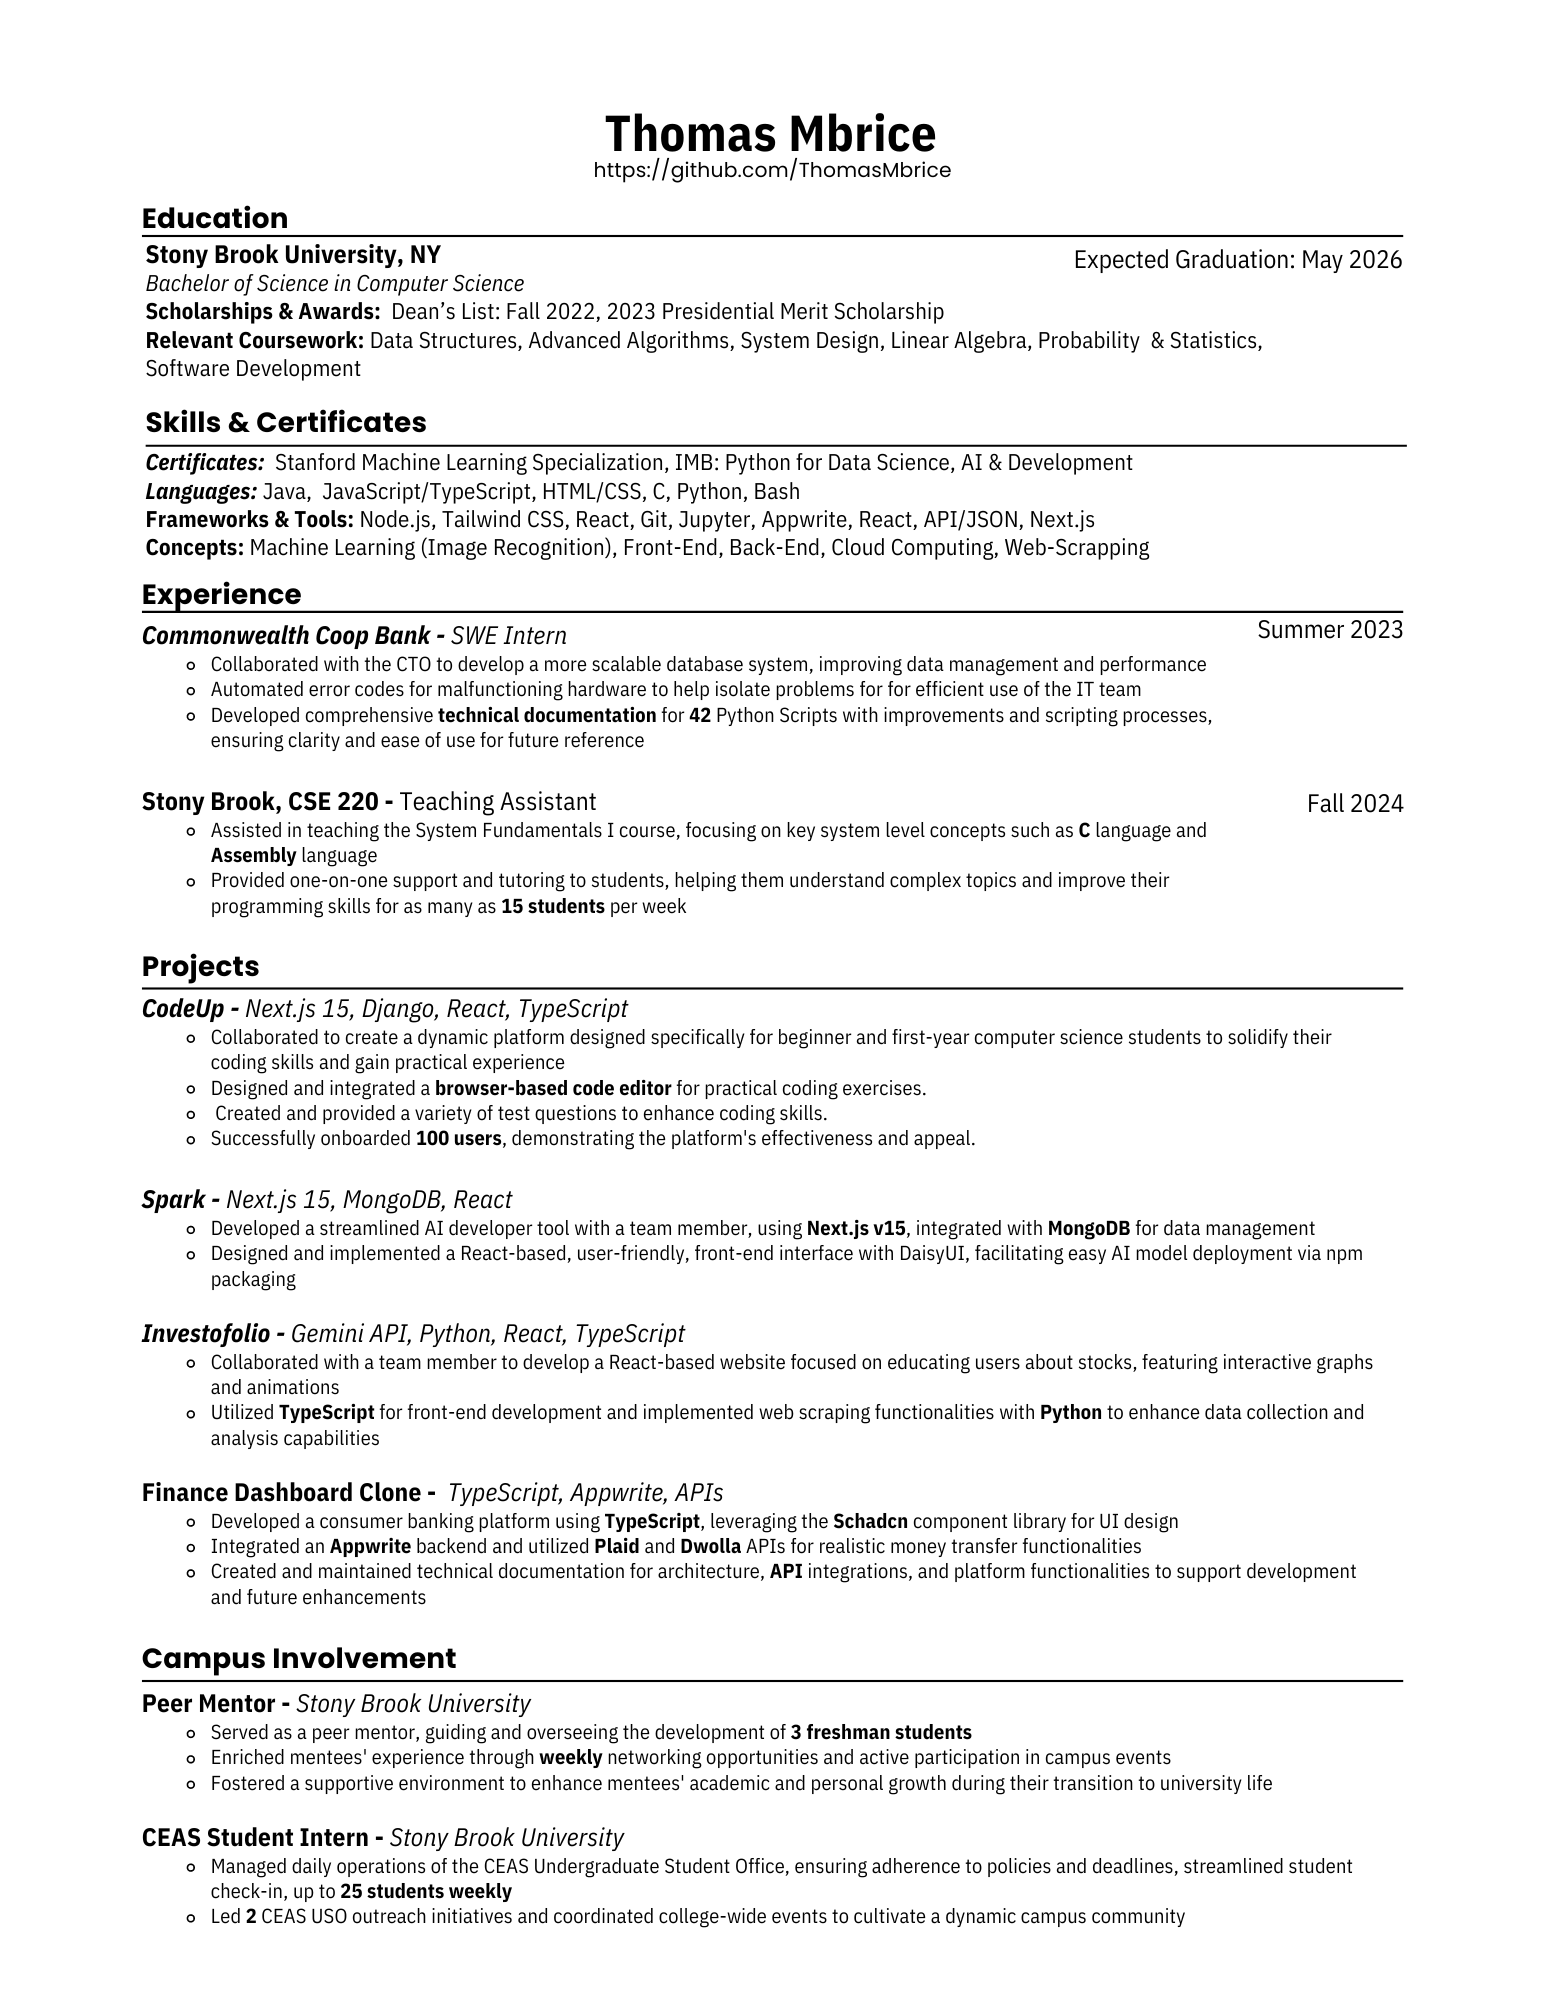 Thomas Mbrice
https://github.com/ThomasMbrice
Education
Stony Brook University, NY
Expected Graduation: May 2026
Bachelor of Science in Computer Science
Scholarships & Awards:  Dean’s List: Fall 2022, 2023 Presidential Merit Scholarship
Relevant Coursework: Data Structures, Advanced Algorithms, System Design, Linear Algebra, Probability  & Statistics,
Software Development
Skills & Certificates
Certificates:  Stanford Machine Learning Specialization, IMB: Python for Data Science, AI & Development
Languages: Java,  JavaScript/TypeScript, HTML/CSS, C, Python, Bash
Frameworks & Tools: Node.js, Tailwind CSS, React, Git, Jupyter, Appwrite, React, API/JSON, Next.js
Concepts: Machine Learning (Image Recognition), Front-End, Back-End, Cloud Computing, Web-Scrapping
Experience
Commonwealth Coop Bank - SWE Intern
Summer 2023
Collaborated with the CTO to develop a more scalable database system, improving data management and performance
Automated error codes for malfunctioning hardware to help isolate problems for for efficient use of the IT team
Developed comprehensive technical documentation for 42 Python Scripts with improvements and scripting processes,
ensuring clarity and ease of use for future reference
Stony Brook, CSE 220 - Teaching Assistant
Fall 2024
Assisted in teaching the System Fundamentals I course, focusing on key system level concepts such as C language and
Assembly language
Provided one-on-one support and tutoring to students, helping them understand complex topics and improve their
programming skills for as many as 15 students per week
Projects
CodeUp - Next.js 15, Django, React, TypeScript
Collaborated to create a dynamic platform designed specifically for beginner and first-year computer science students to solidify their
coding skills and gain practical experience
Designed and integrated a browser-based code editor for practical coding exercises.
Created and provided a variety of test questions to enhance coding skills.
Successfully onboarded 100 users, demonstrating the platform's effectiveness and appeal.
Spark - Next.js 15, MongoDB, React
Developed a streamlined AI developer tool with a team member, using Next.js v15, integrated with MongoDB for data management
Designed and implemented a React-based, user-friendly, front-end interface with DaisyUI, facilitating easy AI model deployment via npm
packaging
Investofolio - Gemini API, Python, React, TypeScript
Collaborated with a team member to develop a React-based website focused on educating users about stocks, featuring interactive graphs
and animations
Utilized TypeScript for front-end development and implemented web scraping functionalities with Python to enhance data collection and
analysis capabilities
Finance Dashboard Clone -  TypeScript, Appwrite, APIs
Developed a consumer banking platform using TypeScript, leveraging the Schadcn component library for UI design
Integrated an Appwrite backend and utilized Plaid and Dwolla APIs for realistic money transfer functionalities
Created and maintained technical documentation for architecture, API integrations, and platform functionalities to support development
and future enhancements
Campus Involvement
Peer Mentor - Stony Brook University
Served as a peer mentor, guiding and overseeing the development of 3 freshman students
Enriched mentees' experience through weekly networking opportunities and active participation in campus events
Fostered a supportive environment to enhance mentees' academic and personal growth during their transition to university life
CEAS Student Intern - Stony Brook University
Managed daily operations of the CEAS Undergraduate Student Office, ensuring adherence to policies and deadlines, streamlined student
check-in, up to 25 students weekly
Led 2 CEAS USO outreach initiatives and coordinated college-wide events to cultivate a dynamic campus community